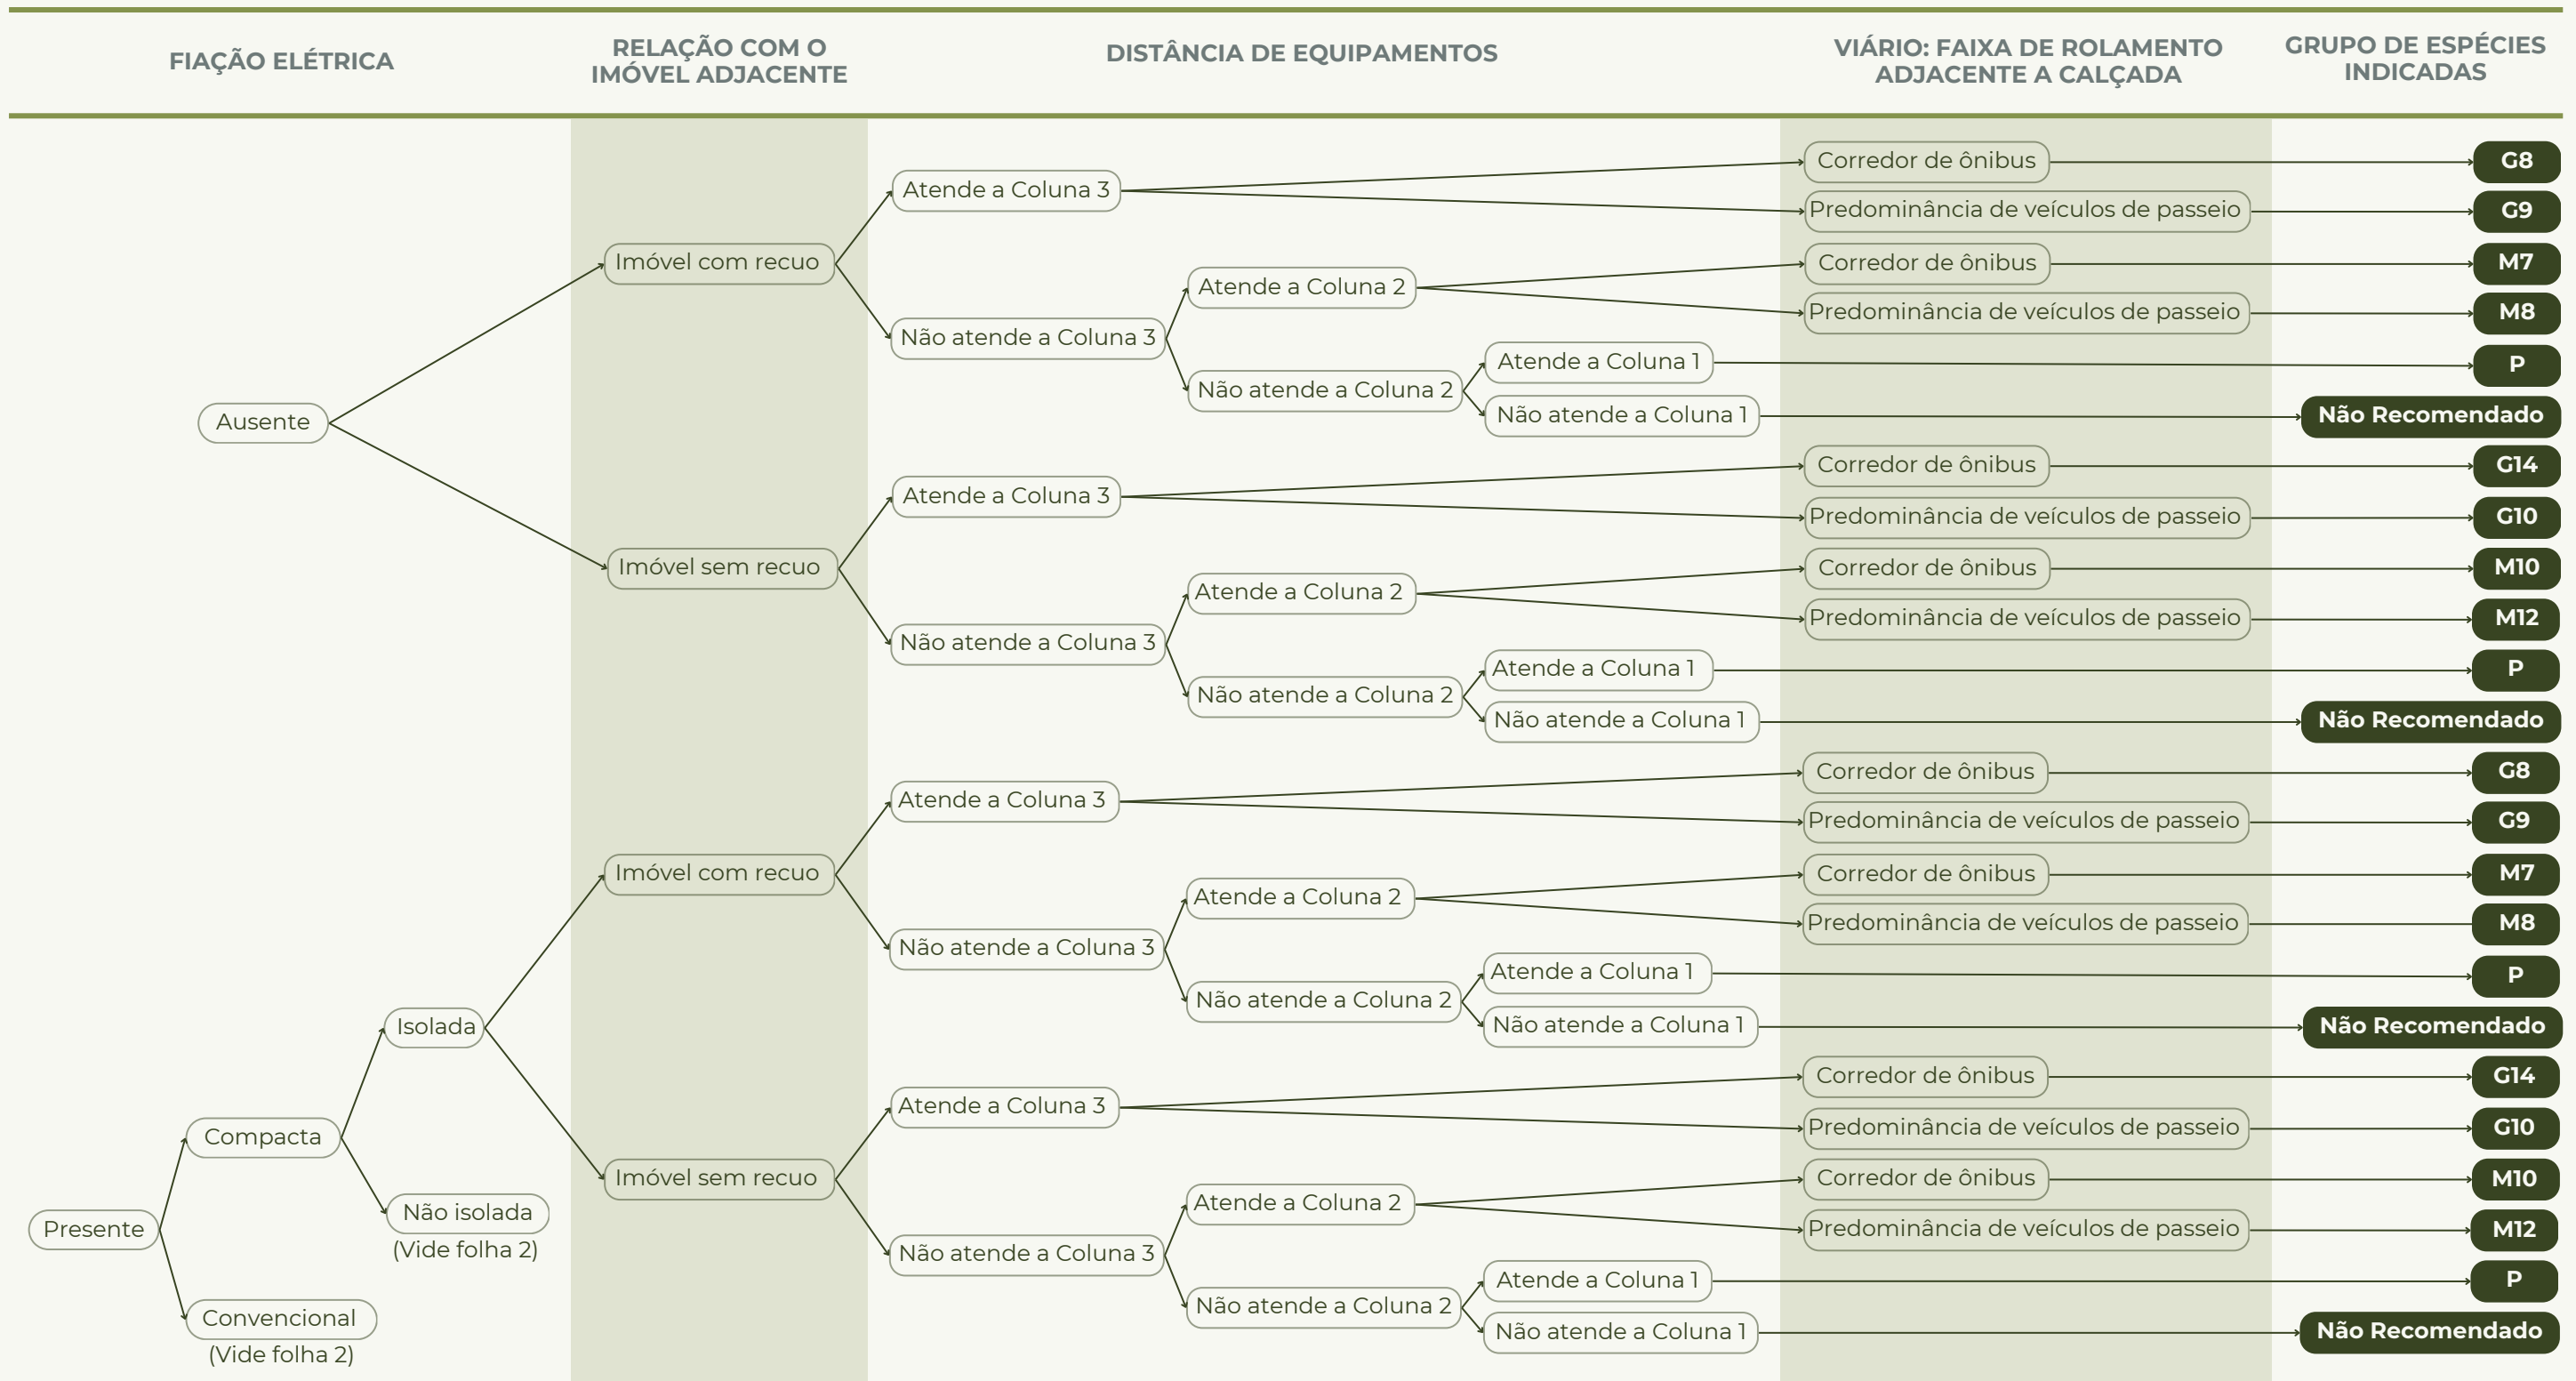 FIAÇÃO ELÉTRICA
RELAÇÃO COM O
IMÓVEL ADJACENTE
DISTÂNCIA DE EQUIPAMENTOS
VIÁRIO: FAIXA DE ROLAMENTO
ADJACENTE A CALÇADA
GRUPO DE ESPÉCIES
INDICADAS
Ausente
Imóvel com recuo
Atende a Coluna 3
Corredor de ônibus
G8
Predominância de veículos de passeio
G9
Não atende a Coluna 3
Atende a Coluna 2
Corredor de ônibus
M7
Predominância de veículos de passeio
M8
Não atende a Coluna 2
Atende a Coluna 1
P
Não atende a Coluna 1
Não Recomendado
Imóvel sem recuo
Atende a Coluna 3
Corredor de ônibus
G14
Predominância de veículos de passeio
G10
Não atende a Coluna 3
Atende a Coluna 2
Corredor de ônibus
M10
Predominância de veículos de passeio
M12
Não atende a Coluna 2
Atende a Coluna 1
P
Não atende a Coluna 1
Não Recomendado
Presente
Compacta
Isolada
Imóvel com recuo
Atende a Coluna 3
Corredor de ônibus
G8
Predominância de veículos de passeio
G9
Não atende a Coluna 3
Atende a Coluna 2
Corredor de ônibus
M7
Predominância de veículos de passeio
M8
Não atende a Coluna 2
Atende a Coluna 1
P
Não atende a Coluna 1
Não Recomendado
Imóvel sem recuo
Atende a Coluna 3
Corredor de ônibus
G14
Predominância de veículos de passeio
G10
Não atende a Coluna 3
Atende a Coluna 2
Corredor de ônibus
M10
Predominância de veículos de passeio
M12
Não atende a Coluna 2
Atende a Coluna 1
P
Não atende a Coluna 1
Não Recomendado
Não isolada
(Vide folha 2)
Convencional
(Vide folha 2)